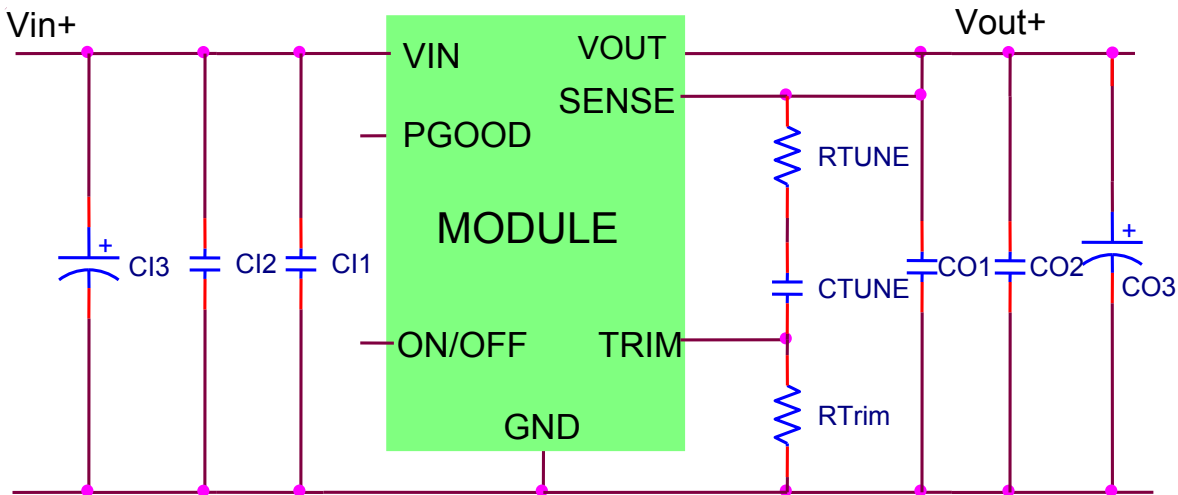 Vin+
Vout+
VIN
VOUT
SENSE
PGOOD
RTUNE
MODULE
+
CI3
CI2
CI1
CTUNE
CO1
CO2
+
CO3
ON/OFF
TRIM
RTrim
GND